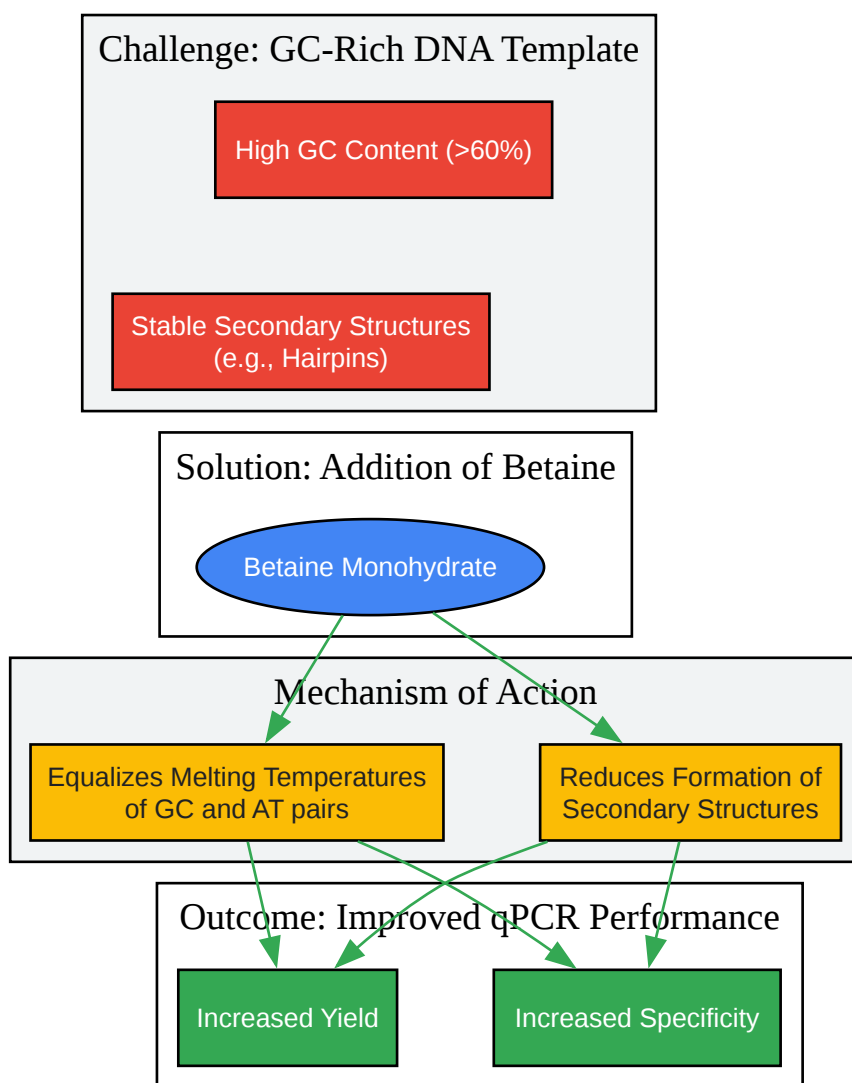 Challenge: GC-Rich DNA Template
High GC Content (>60%)
Stable Secondary Structures
(e.g., Hairpins)
Solution: Addition of Betaine
Betaine Monohydrate
Mechanism of Action
Equalizes Melting Temperatures
of GC and AT pairs
Reduces Formation of
Secondary Structures
Outcome: Improved qPCR Performance
Increased Yield
Increased Specificity